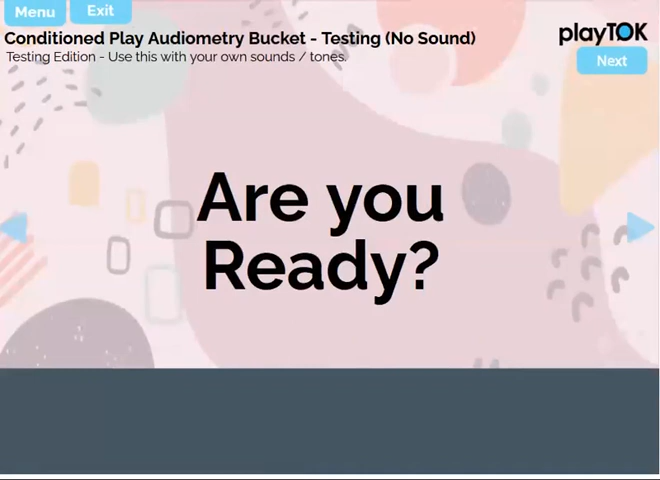 Menu
Exit
Conditioned Play Audiometry Bucket - Testing (No Sound)
Testing Edition - Use this with your own sounds / tones.
playTOK
Next
Are you
Ready?